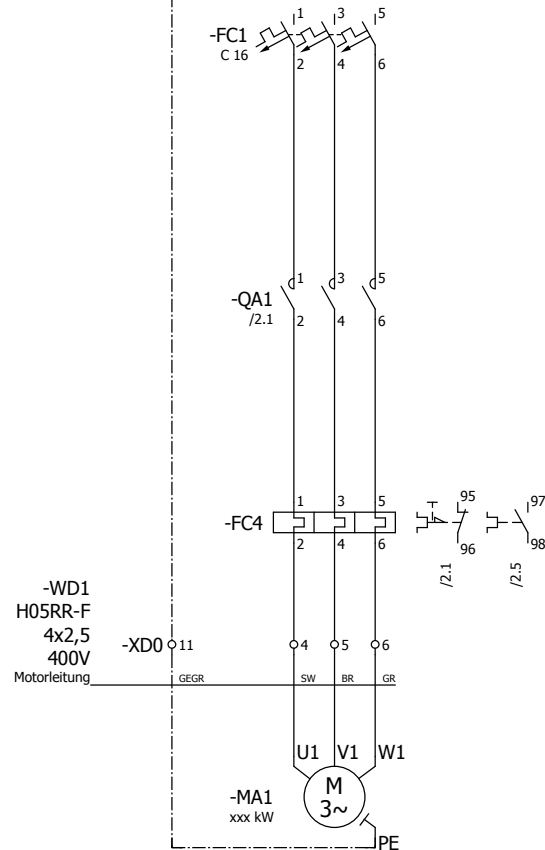 1 3 5
-FC1
C 16
2 4 6
1 3 5
-QA1
/2.1
2 4 6
1 3 5
-FC4
2 4 6
95 97
96 98
/2.1 /2.5
-WD1
H05RR-F
4x2,5
400V
Motorleitung
-XD0 11 4 5 6
GEGR SW BR GR
U1 V1 W1
-MA1
xxx kW
M
3~
PE